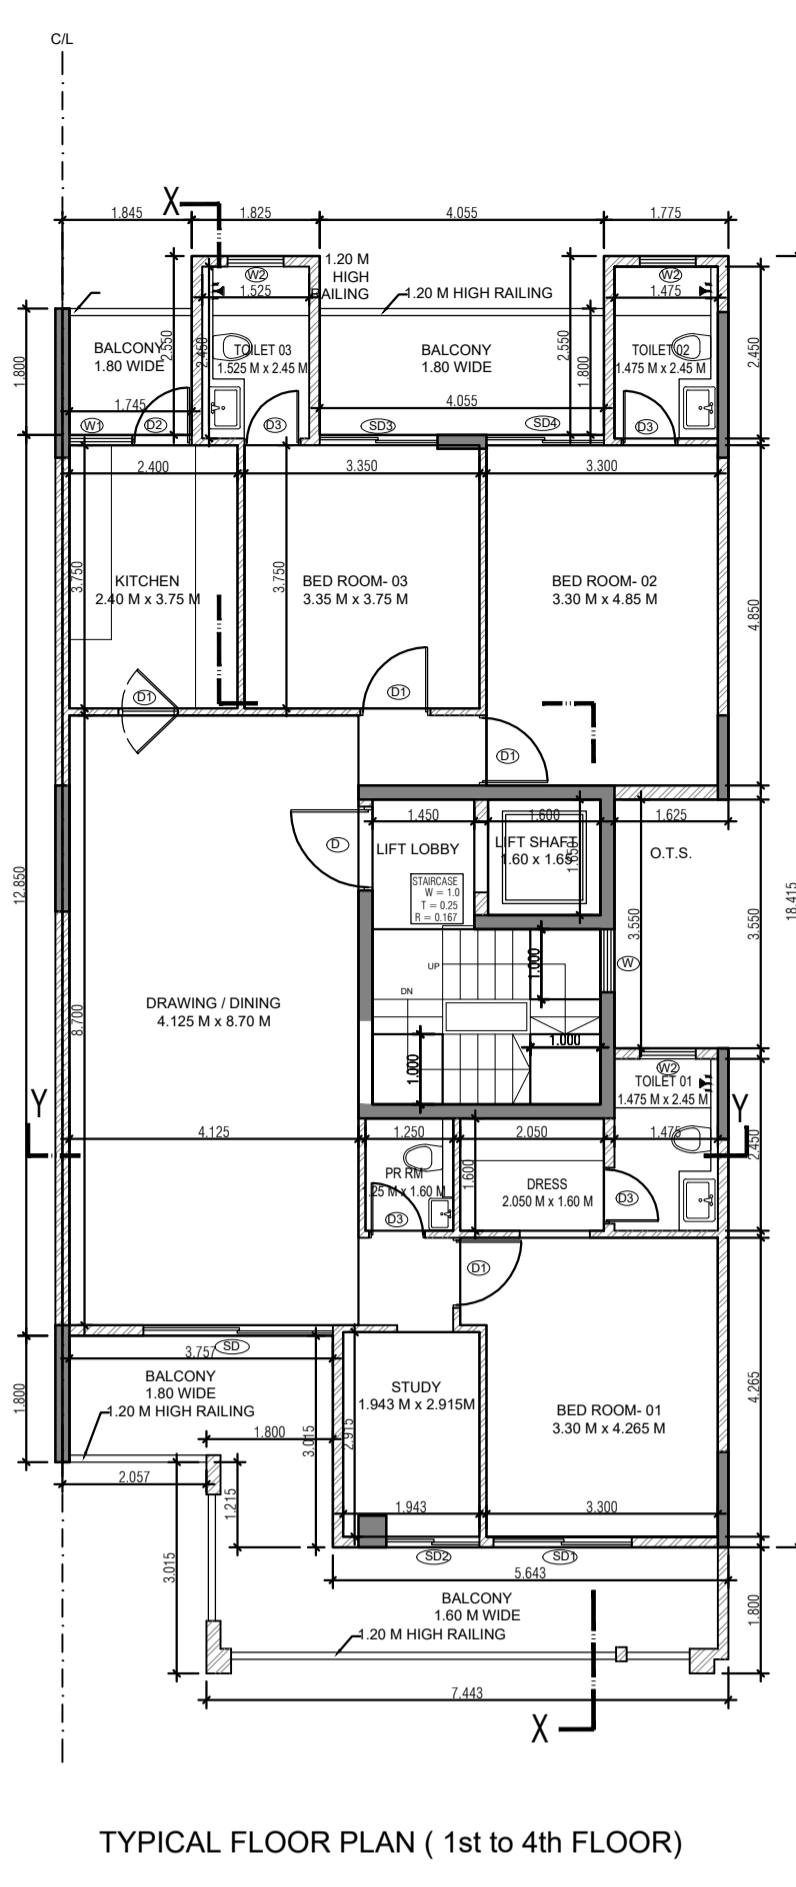 C/L
X
1.845
1.825
4.055
1.775
1.20 M
HIGH
RAILING
W2
1.525
1.20 M HIGH RAILING
W2
1.475
1.800
BALCONY
1.80 WIDE
2.550
2.450
TOILET 03
1.525 M x 2.45 M
BALCONY
1.80 WIDE
2.550
1.800
TOILET 02
1.475 M x 2.45 M
2.450
1.745
4.055
W1
D2
D3
SD3
SD4
D3
2.400
3.350
3.300
3.750
KITCHEN
2.40 M x 3.75 M
3.750
BED ROOM- 03
3.35 M x 3.75 M
BED ROOM- 02
3.30 M x 4.85 M
4.850
D1
D1
D1
1.450
1.600
1.625
D
LIFT LOBBY
LIFT SHAFT
1.60 x 1.65
1.650
O.T.S.
12.850
18.415
STAIRCASE
W = 1.0
T = 0.25
R = 0.167
3.550
3.550
UP
1.000
W
DN
DRAWING / DINING
4.125 M x 8.70 M
8.700
1.000
1.000
W2
TOILET 01
1.475 M x 2.45 M
Y
Y
4.125
1.250
2.050
1.475
2.450
PR RM
.25 M x 1.60 M
1.600
DRESS
2.050 M x 1.60 M
D3
D3
D1
SD
3.757
BALCONY
1.80 WIDE
1.20 M HIGH RAILING
1.800
STUDY
1.943 M x 2.915M
BED ROOM- 01
3.30 M x 4.265 M
4.265
1.800
3.015
2.915
2.057
1.215
1.943
3.300
3.015
SD2
SD1
5.643
BALCONY
1.60 M WIDE
1.20 M HIGH RAILING
1.800
7.443
X
TYPICAL FLOOR PLAN ( 1st to 4th FLOOR)